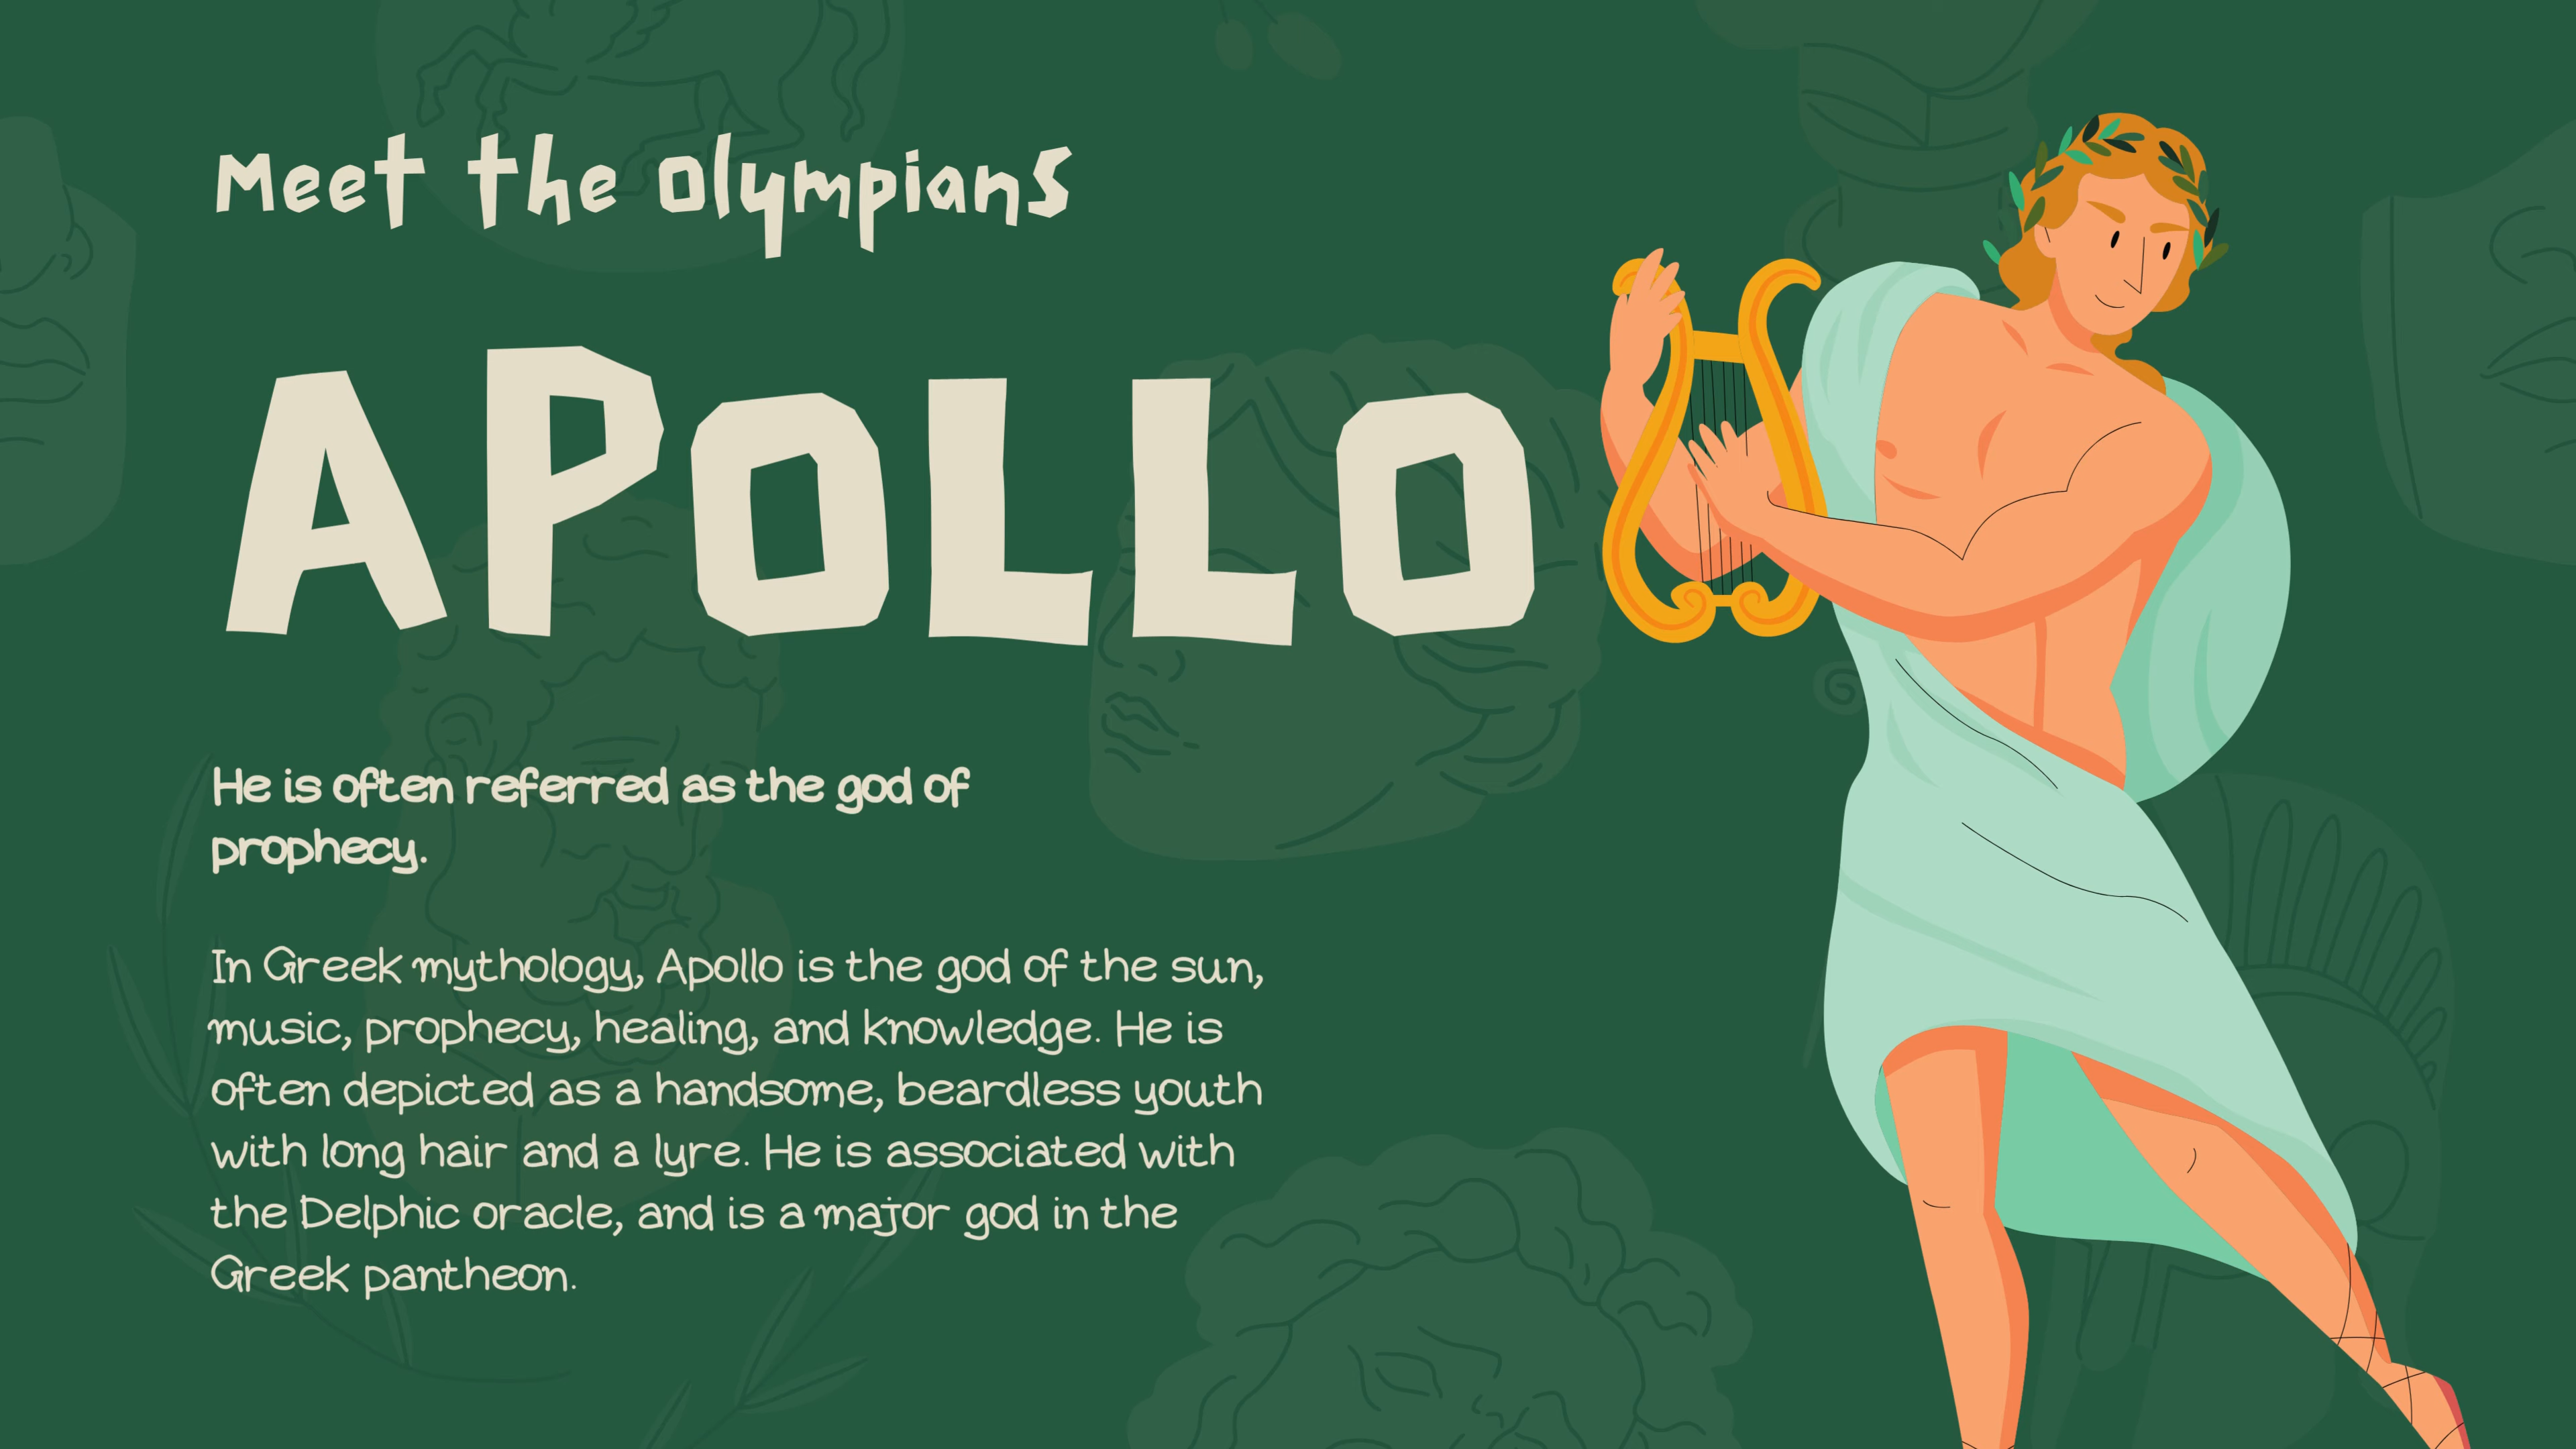 Meet the Olympians
APOLLO
He is often referred as the god of
prophecy.
In Greek mythology, Apollo is the god of the sun,
music, prophecy, healing, and knowledge. He is
often depicted as a handsome, beardless youth
with long hair and a lyre. He is associated with
the Delphic oracle, and is a major god in the
Greek pantheon.